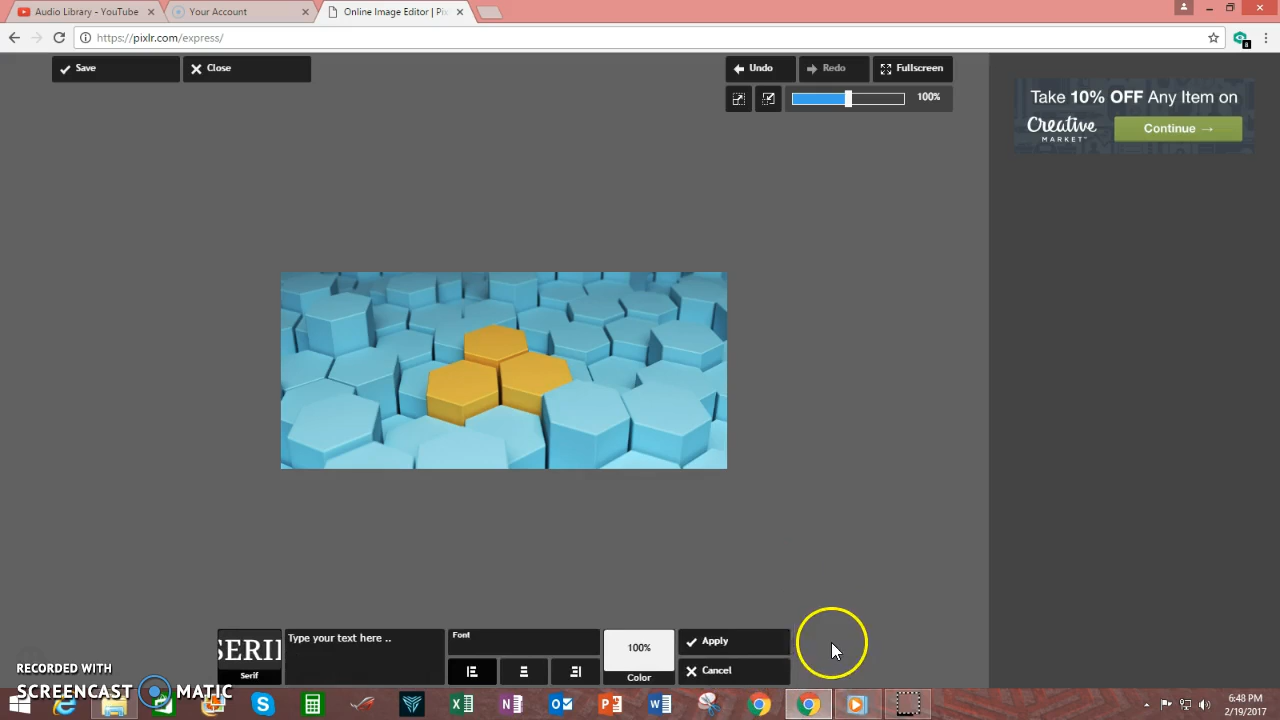 Audio Library - YouTube
Your Account
Online Image Editor | Pix
https://pixlr.com/express/
8
Save
Close
Undo
Redo
Fullscreen
100%
Take 10% OFF Any Item on
Creative
MARKET
Continue →
SERI
Serif
Type your text here ..
Font
100%
Color
Apply
Cancel
RECORDED WITH
SCREENCAST MATIC
6:48 PM
2/19/2017